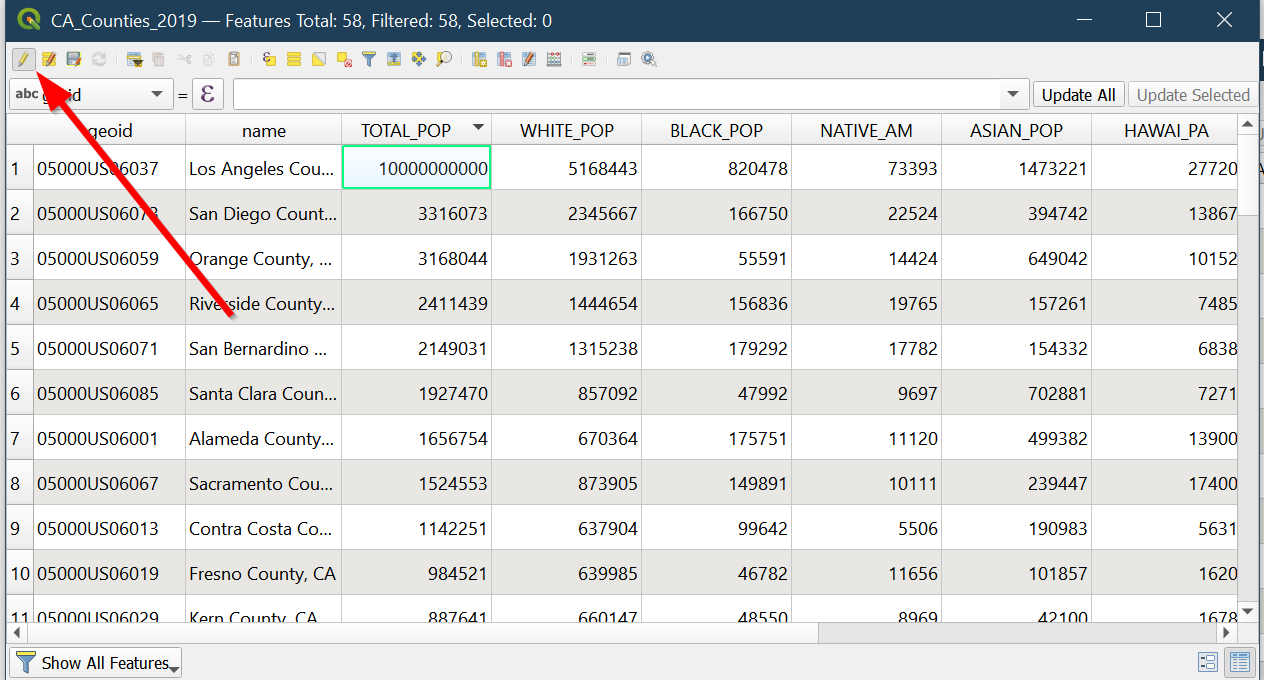 CA_Counties_2019 — Features Total: 58, Filtered: 58, Selected: 0
abc = ε Update All Update Selected
geoid name TOTAL_POP WHITE_POP BLACK_POP NATIVE_AM ASIAN_POP HAWAI_PA
1 05000US06037 Los Angeles Cou... 10000000000 5168443 820478 73393 1473221 27720
2 05000US06073 San Diego Count... 3316073 2345667 166750 22524 394742 13867
3 05000US06059 Orange County, ... 3168044 1931263 55591 14424 649042 10152
4 05000US06065 Riverside County... 2411439 1444654 156836 19765 157261 7485
5 05000US06071 San Bernardino ... 2149031 1315238 179292 17782 154332 6838
6 05000US06085 Santa Clara Coun... 1927470 857092 47992 9697 702881 7271
7 05000US06001 Alameda County... 1656754 670364 175751 11120 499382 13900
8 05000US06067 Sacramento Cou... 1524553 873905 149891 10111 239447 17400
9 05000US06013 Contra Costa Co... 1142251 637904 99642 5506 190983 5631
10 05000US06019 Fresno County, CA 984521 639985 46782 11656 101857 1620
11 05000US06029 Kern County, CA 887641 660147 48550 8969 42100 1678
Show All Features